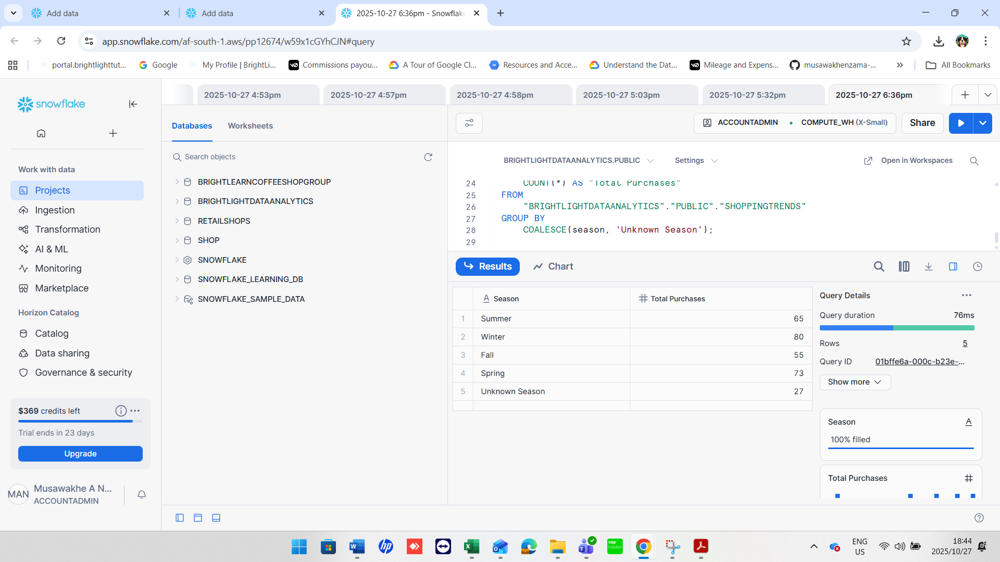 Add data
Add data
2025-10-27 6:36pm - Snowflake
app.snowflake.com/af-south-1.aws/pp12674/w59x1cGYhCJN#query
portal.brightlighttut...
Google
My Profile | BrightLi...
Commissions payou...
A Tour of Google Cl...
Resources and Acce...
Understand the Dat...
Mileage and Expens...
musawakhenzama-...
All Bookmarks
snowflake
2025-10-27 4:53pm
2025-10-27 4:57pm
2025-10-27 4:58pm
2025-10-27 5:03pm
2025-10-27 5:32pm
2025-10-27 6:36pm
Work with data
Projects
Ingestion
Transformation
AI & ML
Monitoring
Marketplace
Horizon Catalog
Catalog
Data sharing
Governance & security
$369 credits left
Trial ends in 23 days
Upgrade
MAN
Musawakhe A N...
ACCOUNTADMIN
Databases
Worksheets
Search objects
BRIGHTLEARNCOFFEESHOPGROUP
BRIGHTLIGHTDATAANALYTICS
RETAILSHOPS
SHOP
SNOWFLAKE
SNOWFLAKE_LEARNING_DB
SNOWFLAKE_SAMPLE_DATA
ACCOUNTADMIN
COMPUTE_WH (X-Small)
Share
BRIGHTLIGHTDATAANALYTICS.PUBLIC
Settings
Open in Workspaces
24 COUNT(*) AS "Total Purchases"
25 FROM
26 "BRIGHTLIGHTDATAANALYTICS"."PUBLIC"."SHOPPINGTRENDS"
27 GROUP BY
28 COALESCE(season, 'Unknown Season');
29
Results
Chart
Season Total Purchases
1 Summer 65
2 Winter 80
3 Fall 55
4 Spring 73
5 Unknown Season 27
Query Details
Query duration 76ms
Rows 5
Query ID 01bffe6a-000c-b23e-...
Show more
Season
100% filled
Total Purchases
ENG
US
18:44
2025/10/27